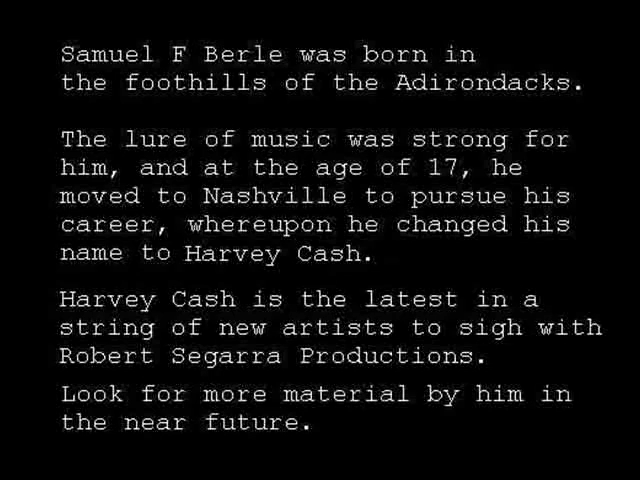 Samuel F Berle was born in
the foothills of the Adirondacks.
The lure of music was strong for
him, and at the age of 17, he
moved to Nashville to pursue his
career, whereupon he changed his
name to Harvey Cash.
Harvey Cash is the latest in a
string of new artists to sigh with
Robert Segarra Productions.
Look for more material by him in
the near future.